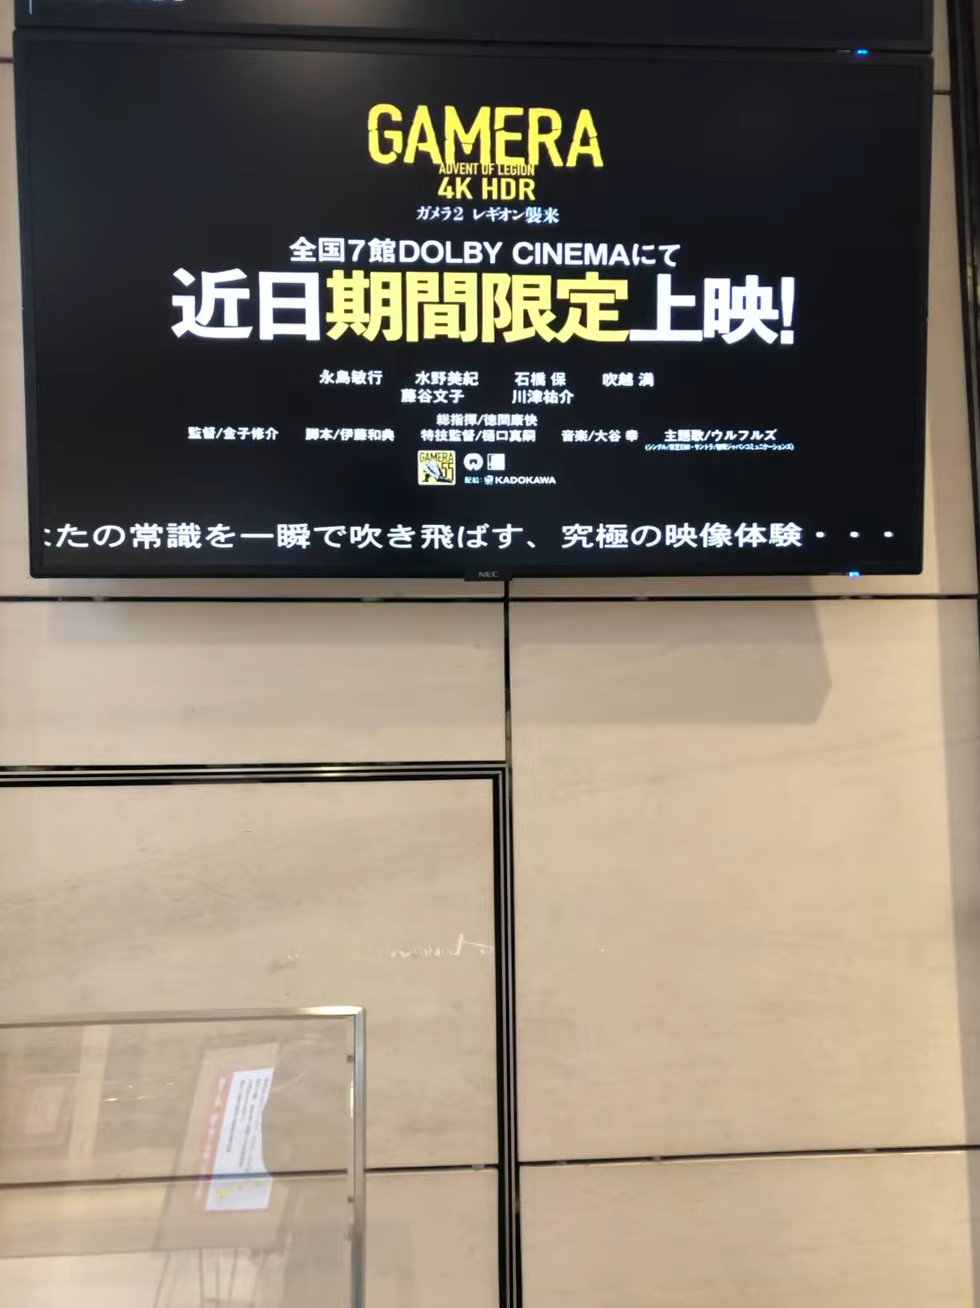 GAMERA
ADVENT OF LEGION
4K HDR
ガメラ2 レギオン襲来
全国7館DOLBY CINEMAにて
近日期間限定上映!
永島敏行 水野美紀 石橋 保 吹越 満
藤谷文子 川津祐介
総指揮/徳間康快
監督/金子修介 脚本/伊藤和典 特技監督/樋口真嗣 音楽/大谷 幸 主題歌/ウルフルズ
GAMERA 55 配給: KADOKAWA
たの常識を一瞬で吹き飛ばす、究極の映像体験・・・
NEC